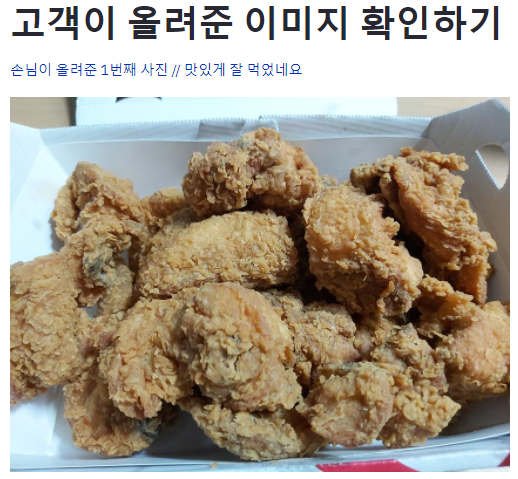 고객이 올려준 이미지 확인하기
손님이 올려준 1번째 사진 // 맛있게 잘 먹었네요